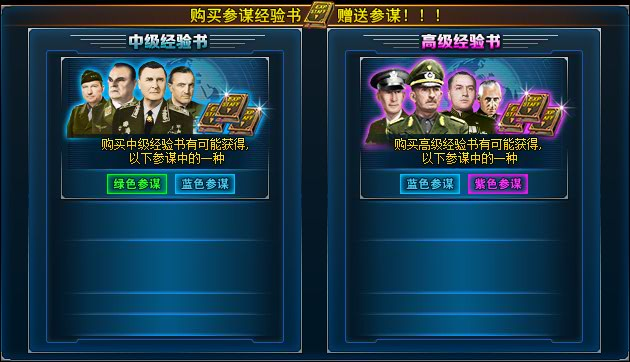 购买参谋经验书 赠送参谋！！！
中级经验书
购买中级经验书有可能获得,
以下参谋中的一种
绿色参谋 蓝色参谋
高级经验书
购买高级经验书有可能获得,
以下参谋中的一种
蓝色参谋 紫色参谋